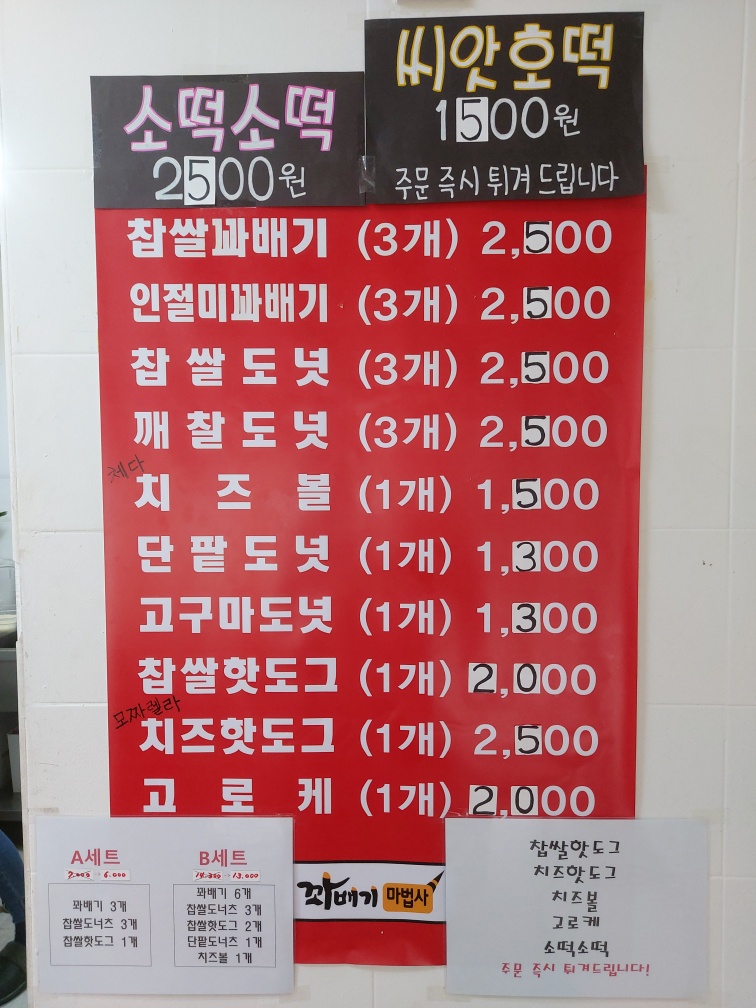 소떡소떡
2500원
씨앗호떡
1500원
주문 즉시 튀겨 드립니다
찹쌀꽈배기 (3개) 2,500
인절미꽈배기 (3개) 2,500
찹쌀도넛 (3개) 2,500
깨찰도넛 (3개) 2,500
체다
치즈볼 (1개) 1,500
단팥도넛 (1개) 1,300
고구마도넛 (1개) 1,300
찹쌀핫도그 (1개) 2,000
모짜렐라
치즈핫도그 (1개) 2,500
고로케 (1개) 2,000
A세트
7.000 → 6.000
꽈배기 3개
찹쌀도너츠 3개
찹쌀핫도그 1개
B세트
14.300 → 13.000
꽈배기 6개
찹쌀도너츠 3개
찹쌀핫도그 2개
단팥도너츠 1개
치즈볼 1개
꽈배기 마법사
찹쌀핫도그
치즈핫도그
치즈볼
고로케
소떡소떡
주문 즉시 튀겨드립니다!